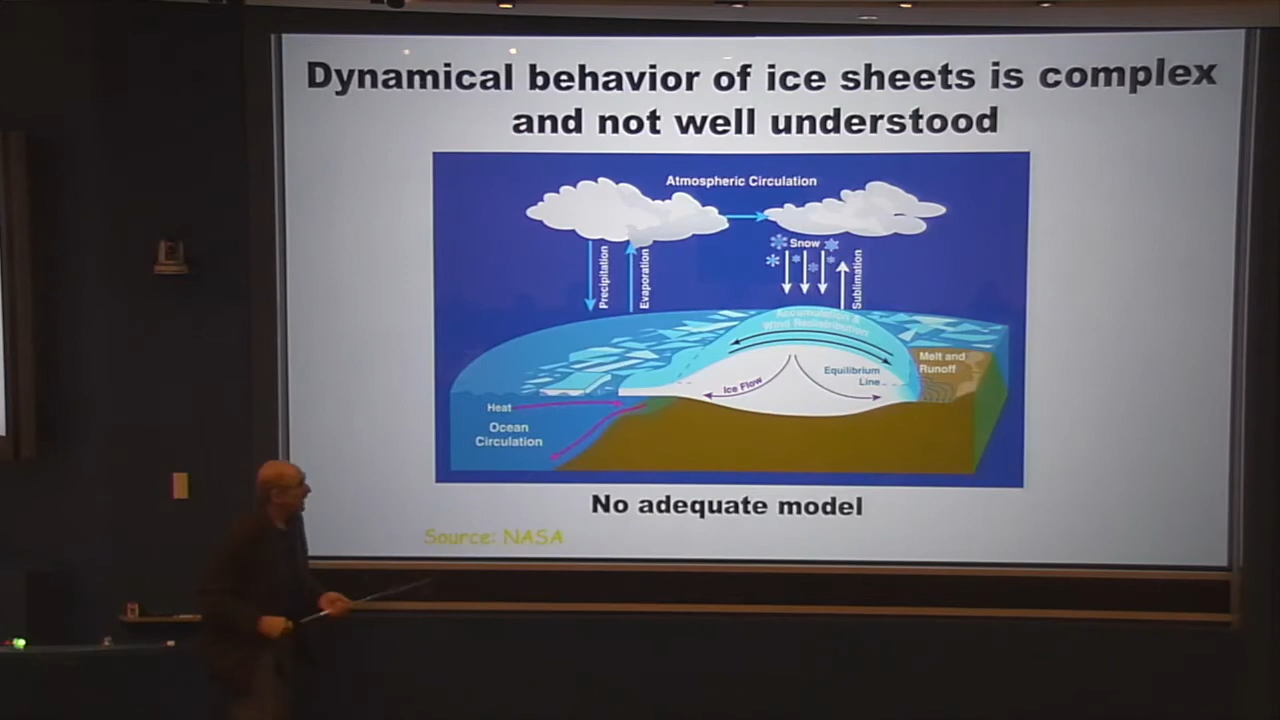 Dynamical behavior of ice sheets is complex
and not well understood
Atmospheric Circulation
Precipitation
Evaporation
Snow
Sublimation
Accumulation &
Wind Redistribution
Melt and
Runoff
Equilibrium
Line
Ice Flow
Heat
Ocean
Circulation
No adequate model
Source: NASA